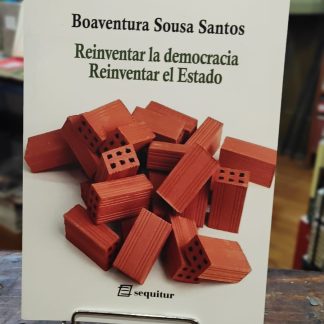 Boaventura Sousa Santos
Reinventar la democracia
Reinventar el Estado
sequitur